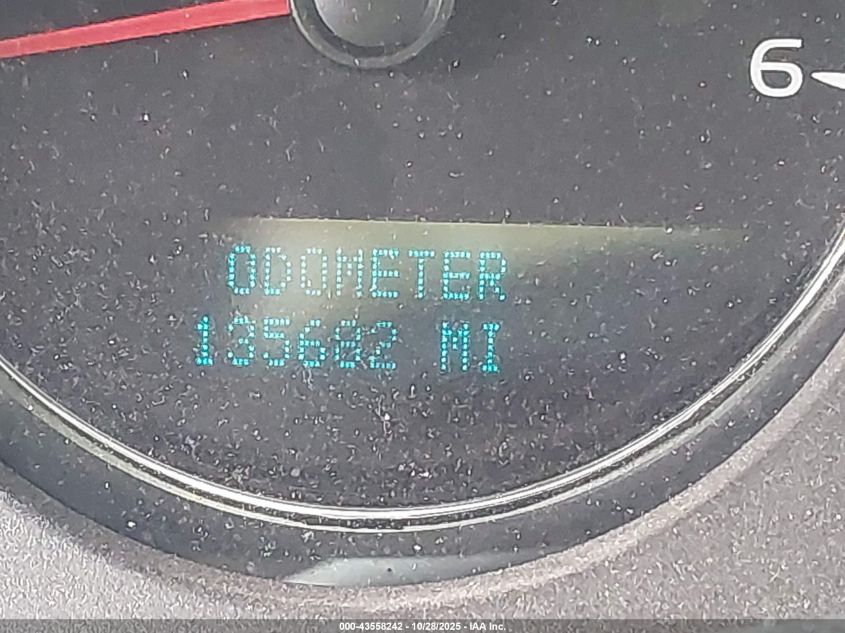 6
ODOMETER
135682 MI
000-43558242 - 10/28/2025 - IAA Inc.